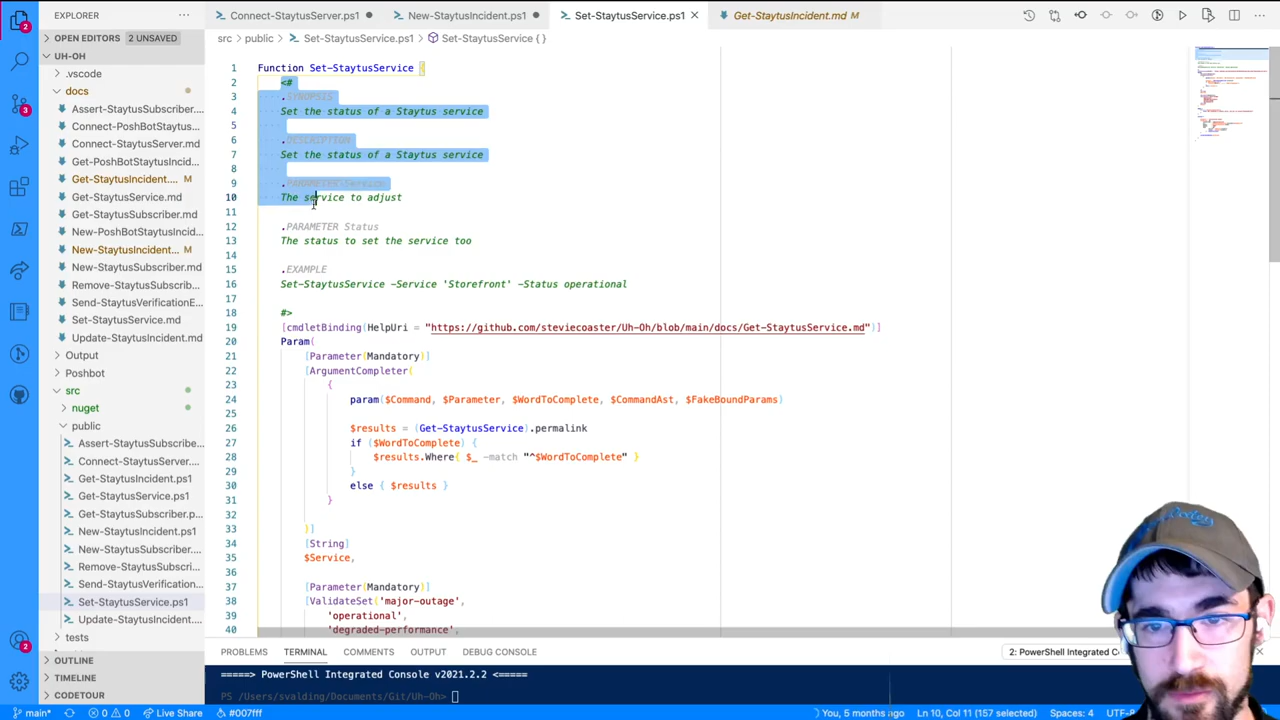 EXPLORER
Connect-StaytusServer.ps1
New-StaytusIncident.ps1
Set-StaytusService.ps1
Get-StaytusIncident.md
OPEN EDITORS 2 UNSAVED
src > public > Set-StaytusService.ps1 > Set-StaytusService { }
UH-OH
.vscode
docs
Assert-StaytusSubscriber...
Connect-PoshBotStaytus...
Connect-StaytusServer.md
Get-PoshBotStaytusIncid...
Get-StaytusIncident.... M
Get-StaytusService.md
Get-StaytusSubscriber.md
New-PoshBotStaytusIncid...
New-StaytusIncident... M
New-StaytusSubscriber.md
Remove-StaytusSubscribe...
Send-StaytusVerificationE...
Set-StaytusService.md
Update-StaytusIncident.md
Output
Poshbot
src
nuget
public
Assert-StaytusSubscribe...
Connect-StaytusServer....
Get-StaytusIncident.ps1
Get-StaytusService.ps1
Get-StaytusSubscriber.p...
New-StaytusIncident.ps1
New-StaytusSubscriber....
Remove-StaytusSubscri...
Send-StaytusVerification...
Set-StaytusService.ps1
Update-StaytusIncident....
tests
OUTLINE
TIMELINE
CODETOUR
1 Function Set-StaytusService {
2 <#
3 .SYNOPSIS
4 Set the status of a Staytus service
5
6 .DESCRIPTION
7 Set the status of a Staytus service
8
9 .PARAMETER Service
10 The service to adjust
11
12 .PARAMETER Status
13 The status to set the service too
14
15 .EXAMPLE
16 Set-StaytusService -Service 'Storefront' -Status operational
17
18 #>
19 [cmdletBinding(HelpUri = "https://github.com/steviecoaster/Uh-Oh/blob/main/docs/Get-StaytusService.md")]
20 Param(
21 [Parameter(Mandatory)]
22 [ArgumentCompleter(
23 {
24 param($Command, $Parameter, $WordToComplete, $CommandAst, $FakeBoundParams)
25
26 $results = (Get-StaytusService).permalink
27 if ($WordToComplete) {
28 $results.Where{ $_ -match "^$WordToComplete" }
29 }
30 else { $results }
31 }
32
33 )]
34 [String]
35 $Service,
36
37 [Parameter(Mandatory)]
38 [ValidateSet('major-outage',
39 'operational',
40 'degraded-performance',
PROBLEMS TERMINAL COMMENTS OUTPUT DEBUG CONSOLE
2: PowerShell Integrated C
=====> PowerShell Integrated Console v2021.2.2 <=====
PS /Users/svalding/Documents/Git/Uh-Oh>
main* 0 0 Live Share #007fff You, 5 months ago Ln 10, Col 11 (157 selected) Spaces: 4 UTF-8